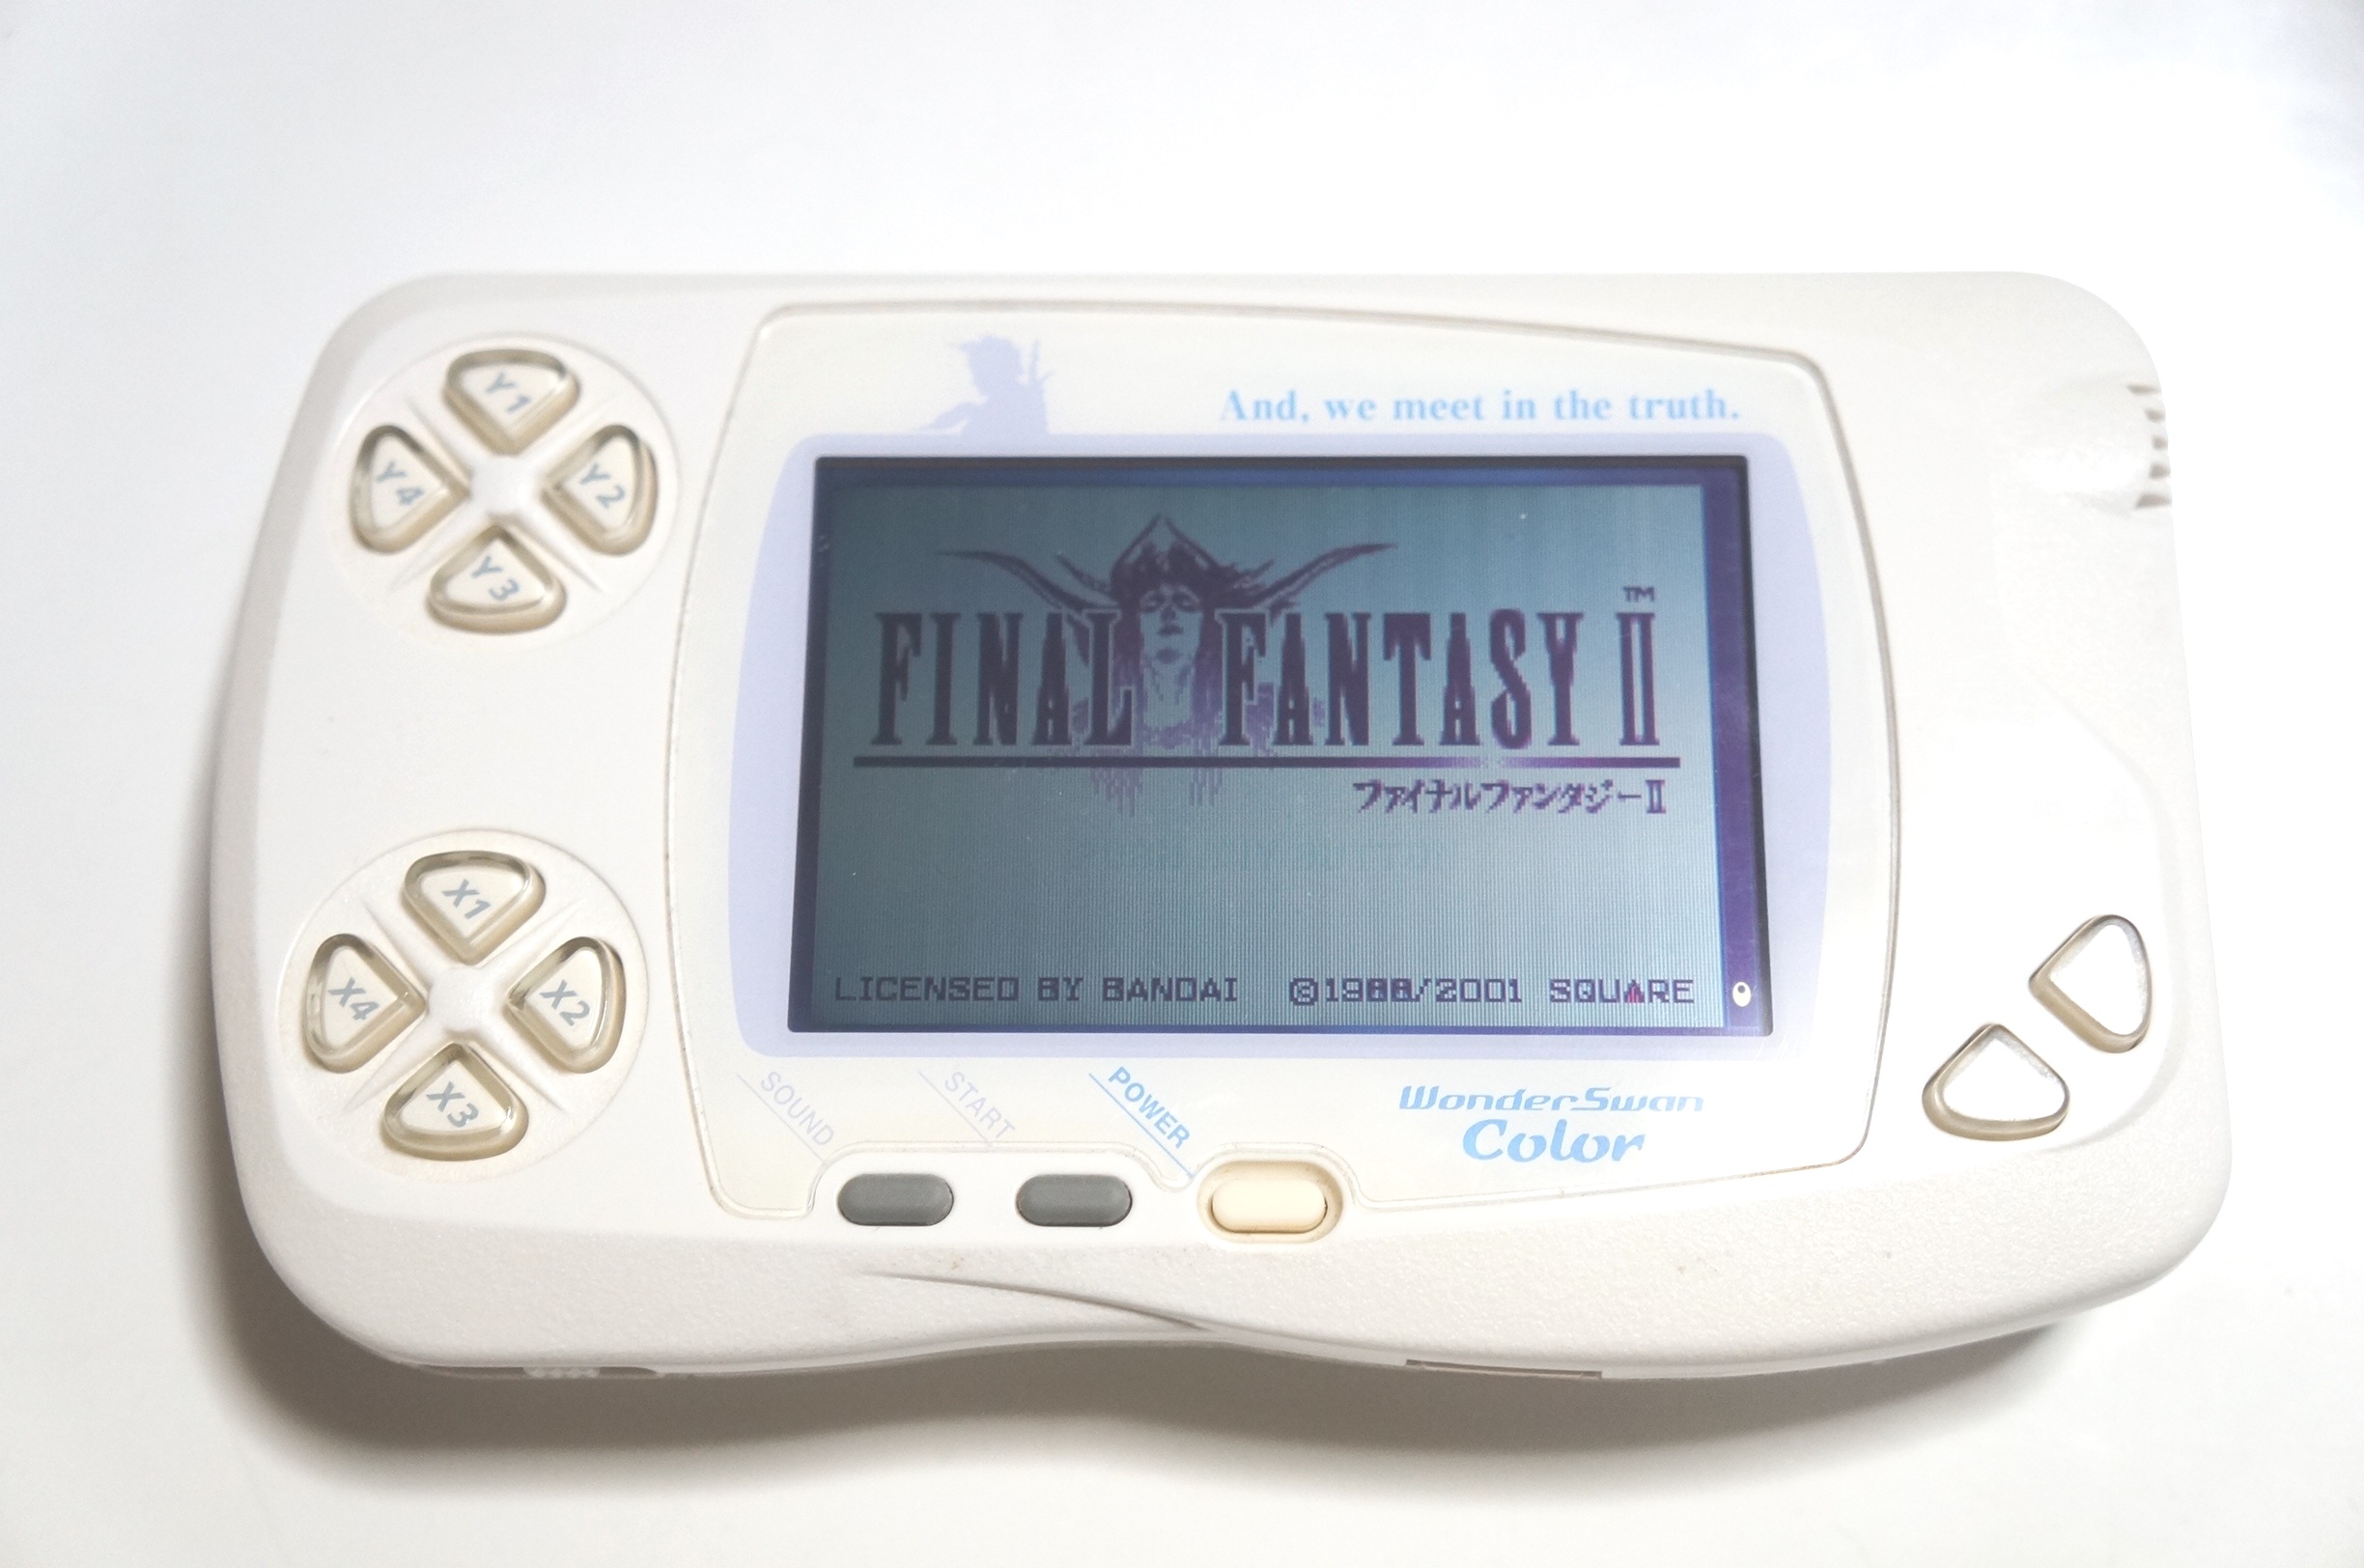 And, we meet in the truth.
Y1
Y4
Y2
Y3
TM
FINAL FANTASY II
ファイナルファンタジーII
X1
X4
X2
X3
LICENSED BY BANDAI ©1988/2001 SQUARE
SOUND
START
POWER
WonderSwan
Color